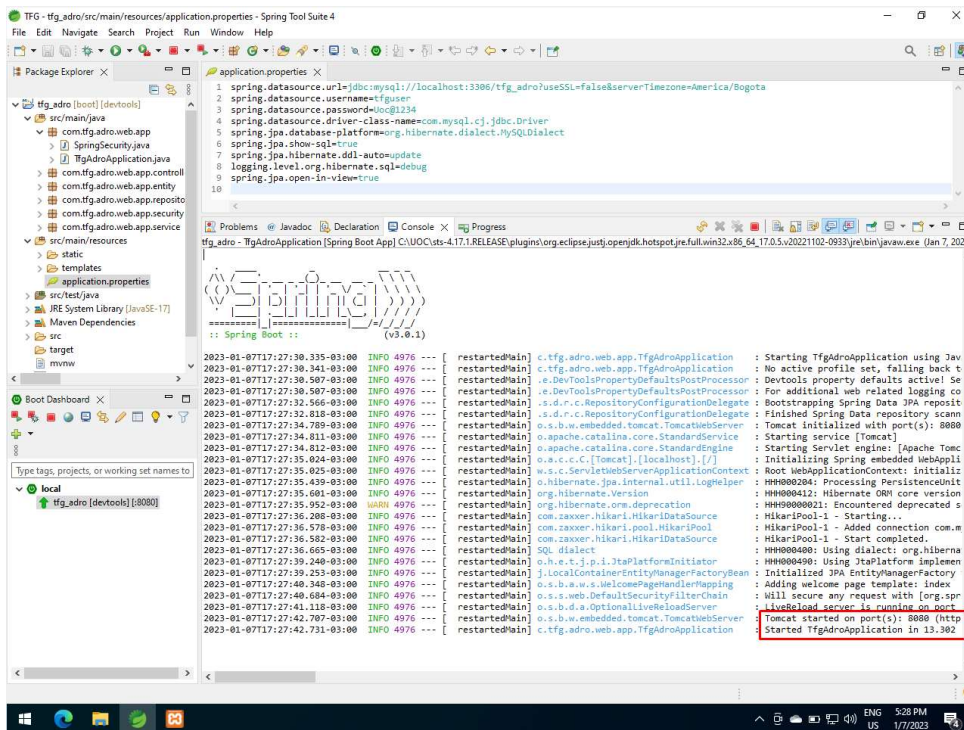 TFG - tfg_adro/src/main/resources/application.properties - Spring Tool Suite 4
File Edit Navigate Search Project Run Window Help
Package Explorer
tfg_adro [boot] [devtools]
src/main/java
com.tfg.adro.web.app
SpringSecurity.java
TfgAdroApplication.java
com.tfg.adro.web.app.controll
com.tfg.adro.web.app.entity
com.tfg.adro.web.app.reposito
com.tfg.adro.web.app.security
com.tfg.adro.web.app.service
src/main/resources
static
templates
application.properties
src/test/java
JRE System Library [JavaSE-17]
Maven Dependencies
src
target
mvnw
Boot Dashboard
Type tags, projects, or working set names to
local
tfg_adro [devtools] [:8080]
application.properties
1 spring.datasource.url=jdbc:mysql://localhost:3306/tfg_adro?useSSL=false&serverTimezone=America/Bogota
2 spring.datasource.username=tfguser
3 spring.datasource.password=Uoc@1234
4 spring.datasource.driver-class-name=com.mysql.cj.jdbc.Driver
5 spring.jpa.database-platform=org.hibernate.dialect.MySQLDialect
6 spring.jpa.show-sql=true
7 spring.jpa.hibernate.ddl-auto=update
8 logging.level.org.hibernate.sql=debug
9 spring.jpa.open-in-view=true
10
Problems Javadoc Declaration Console Progress
tfg_adro - TfgAdroApplication [Spring Boot App] C:\UOC\sts-4.17.1.RELEASE\plugins\org.eclipse.justj.openjdk.hotspot.jre.full.win32.x86_64_17.0.5.v20221102-0933\jre\bin\javaw.exe (Jan 7, 202
:: Spring Boot :: (v3.0.1)
2023-01-07T17:27:30.335-03:00 INFO 4976 --- [ restartedMain] c.tfg.adro.web.app.TfgAdroApplication : Starting TfgAdroApplication using Jav
2023-01-07T17:27:30.341-03:00 INFO 4976 --- [ restartedMain] c.tfg.adro.web.app.TfgAdroApplication : No active profile set, falling back t
2023-01-07T17:27:30.507-03:00 INFO 4976 --- [ restartedMain] .e.DevToolsPropertyDefaultsPostProcessor : Devtools property defaults active! Se
2023-01-07T17:27:30.507-03:00 INFO 4976 --- [ restartedMain] .e.DevToolsPropertyDefaultsPostProcessor : For additional web related logging co
2023-01-07T17:27:32.566-03:00 INFO 4976 --- [ restartedMain] .s.d.r.c.RepositoryConfigurationDelegate : Bootstrapping Spring Data JPA reposit
2023-01-07T17:27:32.818-03:00 INFO 4976 --- [ restartedMain] .s.d.r.c.RepositoryConfigurationDelegate : Finished Spring Data repository scann
2023-01-07T17:27:34.789-03:00 INFO 4976 --- [ restartedMain] o.s.b.w.embedded.tomcat.TomcatWebServer : Tomcat initialized with port(s): 8080
2023-01-07T17:27:34.811-03:00 INFO 4976 --- [ restartedMain] o.apache.catalina.core.StandardService : Starting service [Tomcat]
2023-01-07T17:27:34.812-03:00 INFO 4976 --- [ restartedMain] o.apache.catalina.core.StandardEngine : Starting Servlet engine: [Apache Tomc
2023-01-07T17:27:35.024-03:00 INFO 4976 --- [ restartedMain] o.a.c.c.C.[Tomcat].[localhost].[/] : Initializing Spring embedded WebAppli
2023-01-07T17:27:35.025-03:00 INFO 4976 --- [ restartedMain] w.s.c.ServletWebServerApplicationContext : Root WebApplicationContext: initializ
2023-01-07T17:27:35.439-03:00 INFO 4976 --- [ restartedMain] o.hibernate.jpa.internal.util.LogHelper : HHH000204: Processing PersistenceUnit
2023-01-07T17:27:35.601-03:00 INFO 4976 --- [ restartedMain] org.hibernate.Version : HHH000412: Hibernate ORM core version
2023-01-07T17:27:35.952-03:00 WARN 4976 --- [ restartedMain] org.hibernate.orm.deprecation : HHH90000021: Encountered deprecated s
2023-01-07T17:27:36.208-03:00 INFO 4976 --- [ restartedMain] com.zaxxer.hikari.HikariDataSource : HikariPool-1 - Starting...
2023-01-07T17:27:36.578-03:00 INFO 4976 --- [ restartedMain] com.zaxxer.hikari.pool.HikariPool : HikariPool-1 - Added connection com.m
2023-01-07T17:27:36.582-03:00 INFO 4976 --- [ restartedMain] com.zaxxer.hikari.HikariDataSource : HikariPool-1 - Start completed.
2023-01-07T17:27:36.665-03:00 INFO 4976 --- [ restartedMain] SQL dialect : HHH000400: Using dialect: org.hiberna
2023-01-07T17:27:39.240-03:00 INFO 4976 --- [ restartedMain] o.h.e.t.j.p.i.JtaPlatformInitiator : HHH000490: Using JtaPlatform implemen
2023-01-07T17:27:39.253-03:00 INFO 4976 --- [ restartedMain] j.LocalContainerEntityManagerFactoryBean : Initialized JPA EntityManagerFactory
2023-01-07T17:27:40.348-03:00 INFO 4976 --- [ restartedMain] o.s.b.a.w.s.WelcomePageHandlerMapping : Adding welcome page template: index
2023-01-07T17:27:40.684-03:00 INFO 4976 --- [ restartedMain] o.s.s.web.DefaultSecurityFilterChain : Will secure any request with [org.spr
2023-01-07T17:27:41.118-03:00 INFO 4976 --- [ restartedMain] o.s.b.d.a.OptionalLiveReloadServer : LiveReload server is running on port
2023-01-07T17:27:42.707-03:00 INFO 4976 --- [ restartedMain] o.s.b.w.embedded.tomcat.TomcatWebServer : Tomcat started on port(s): 8080 (http
2023-01-07T17:27:42.731-03:00 INFO 4976 --- [ restartedMain] c.tfg.adro.web.app.TfgAdroApplication : Started TfgAdroApplication in 13.302
ENG
US
5:28 PM
1/7/2023
4